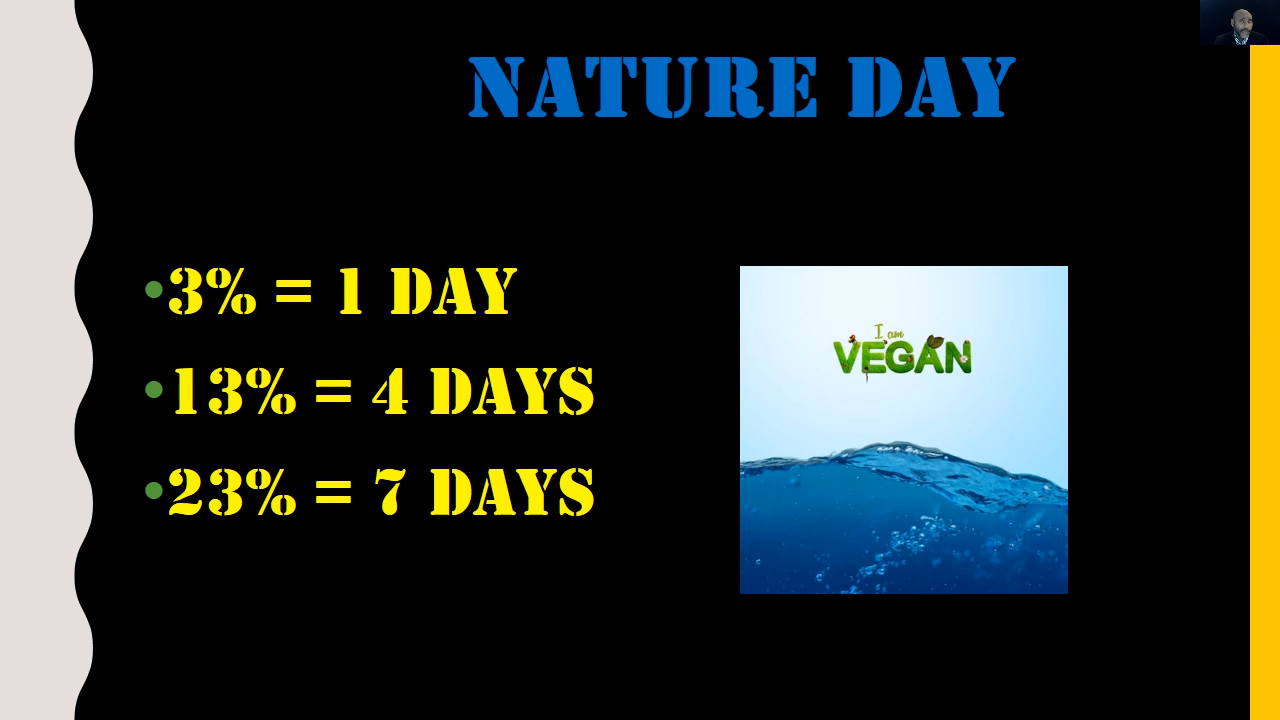 NATURE DAY
•3% = 1 DAY
•13% = 4 DAYS
•23% = 7 DAYS
I am
VEGAN